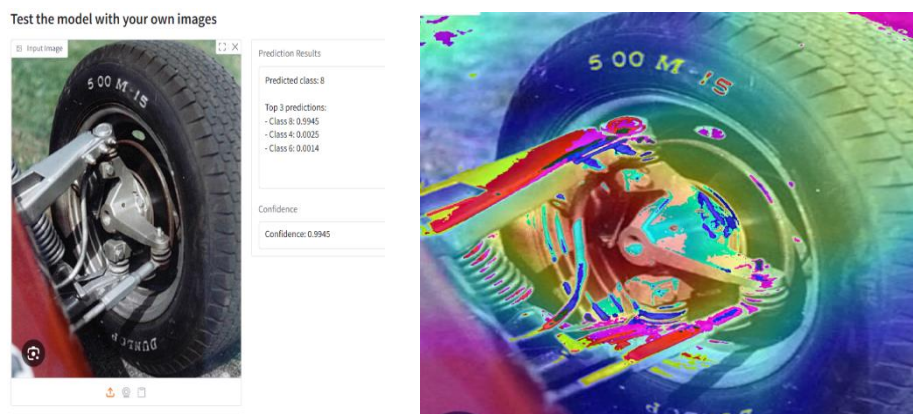 Test the model with your own images
Input Image
Prediction Results
Predicted class: 8
Top 3 predictions:
- Class 8: 0.9945
- Class 4: 0.0025
- Class 6: 0.0014
Confidence
Confidence: 0.9945
5 00 M -15
DUNLOP
5 00 M -15